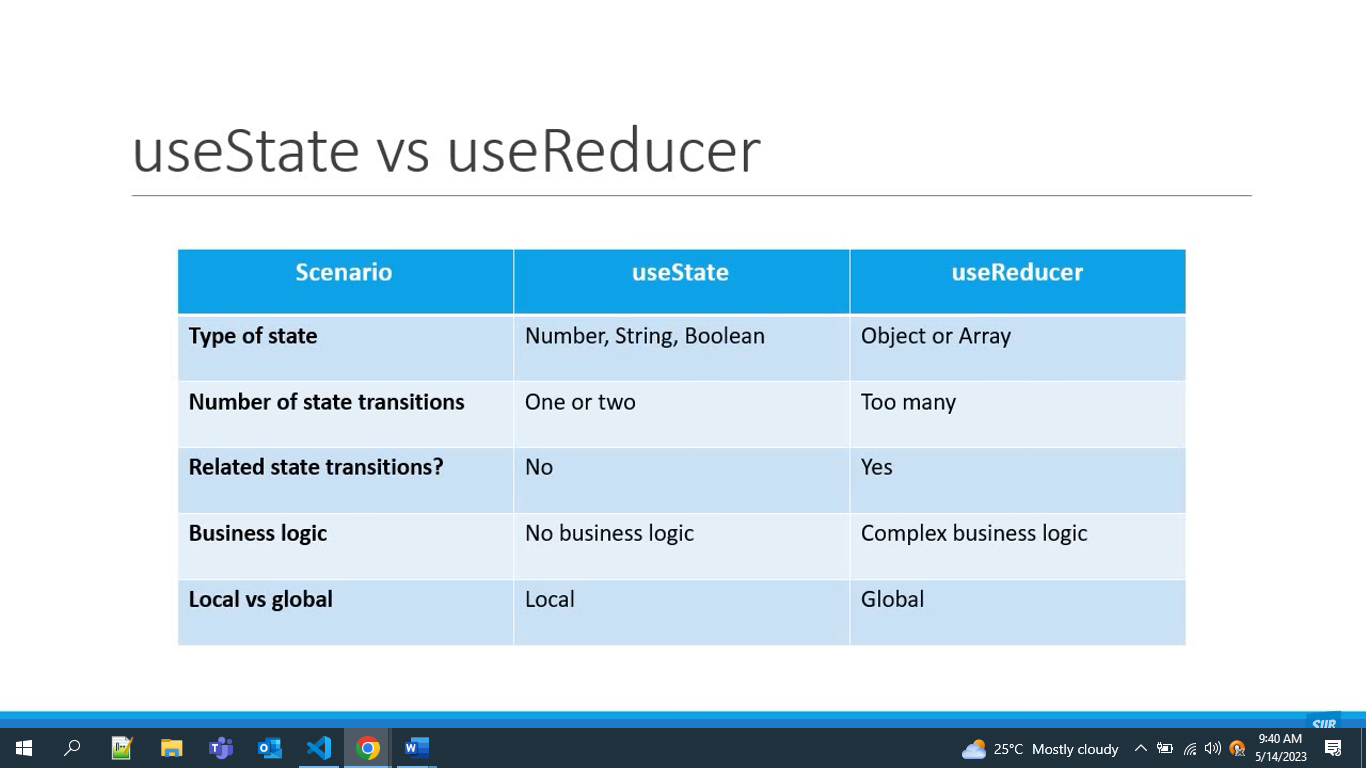 useState vs useReducer
Scenario useState useReducer
Type of state Number, String, Boolean Object or Array
Number of state transitions One or two Too many
Related state transitions? No Yes
Business logic No business logic Complex business logic
Local vs global Local Global
25°C Mostly cloudy
9:40 AM
5/14/2023